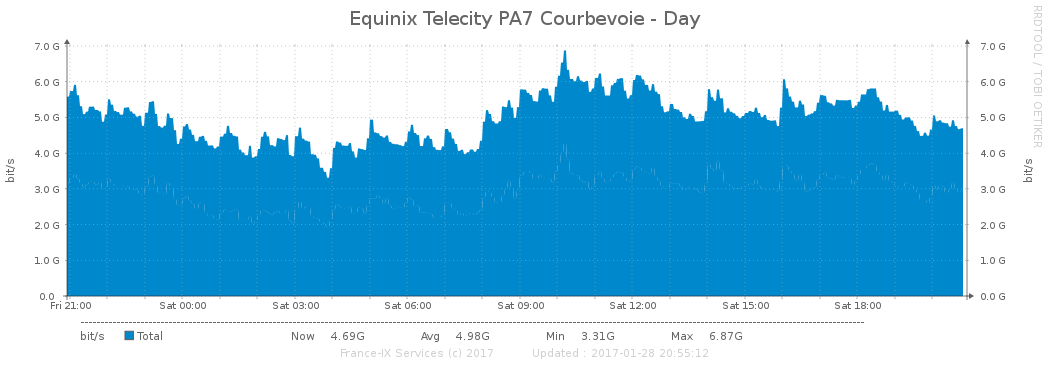 Equinix Telecity PA7 Courbevoie - Day
RRDTOOL / TOBI OETIKER
7.0 G 7.0 G
6.0 G 6.0 G
5.0 G 5.0 G
4.0 G 4.0 G
3.0 G 3.0 G
2.0 G 2.0 G
1.0 G 1.0 G
0.0 0.0 G
bit/s
bit/s
Fri 21:00 Sat 00:00 Sat 03:00 Sat 06:00 Sat 09:00 Sat 12:00 Sat 15:00 Sat 18:00
bit/s Total Now 4.69G Avg 4.98G Min 3.31G Max 6.87G
France-IX Services (c) 2017 Updated : 2017-01-28 20:55:12